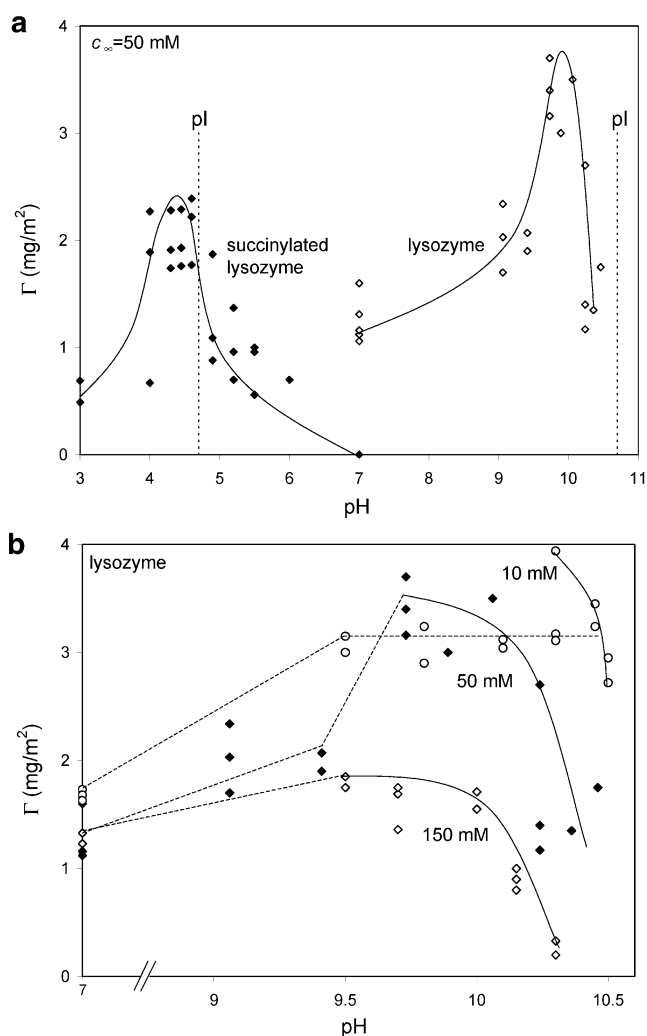 a
c∞=50 mM
pI
pI
succinylated
lysozyme
lysozyme
Γ (mg/m²)
4
3
2
1
0
3 4 5 6 7 8 9 10 11
pH
b
lysozyme
10 mM
50 mM
150 mM
Γ (mg/m²)
4
3
2
1
0
7 9 9.5 10 10.5
pH